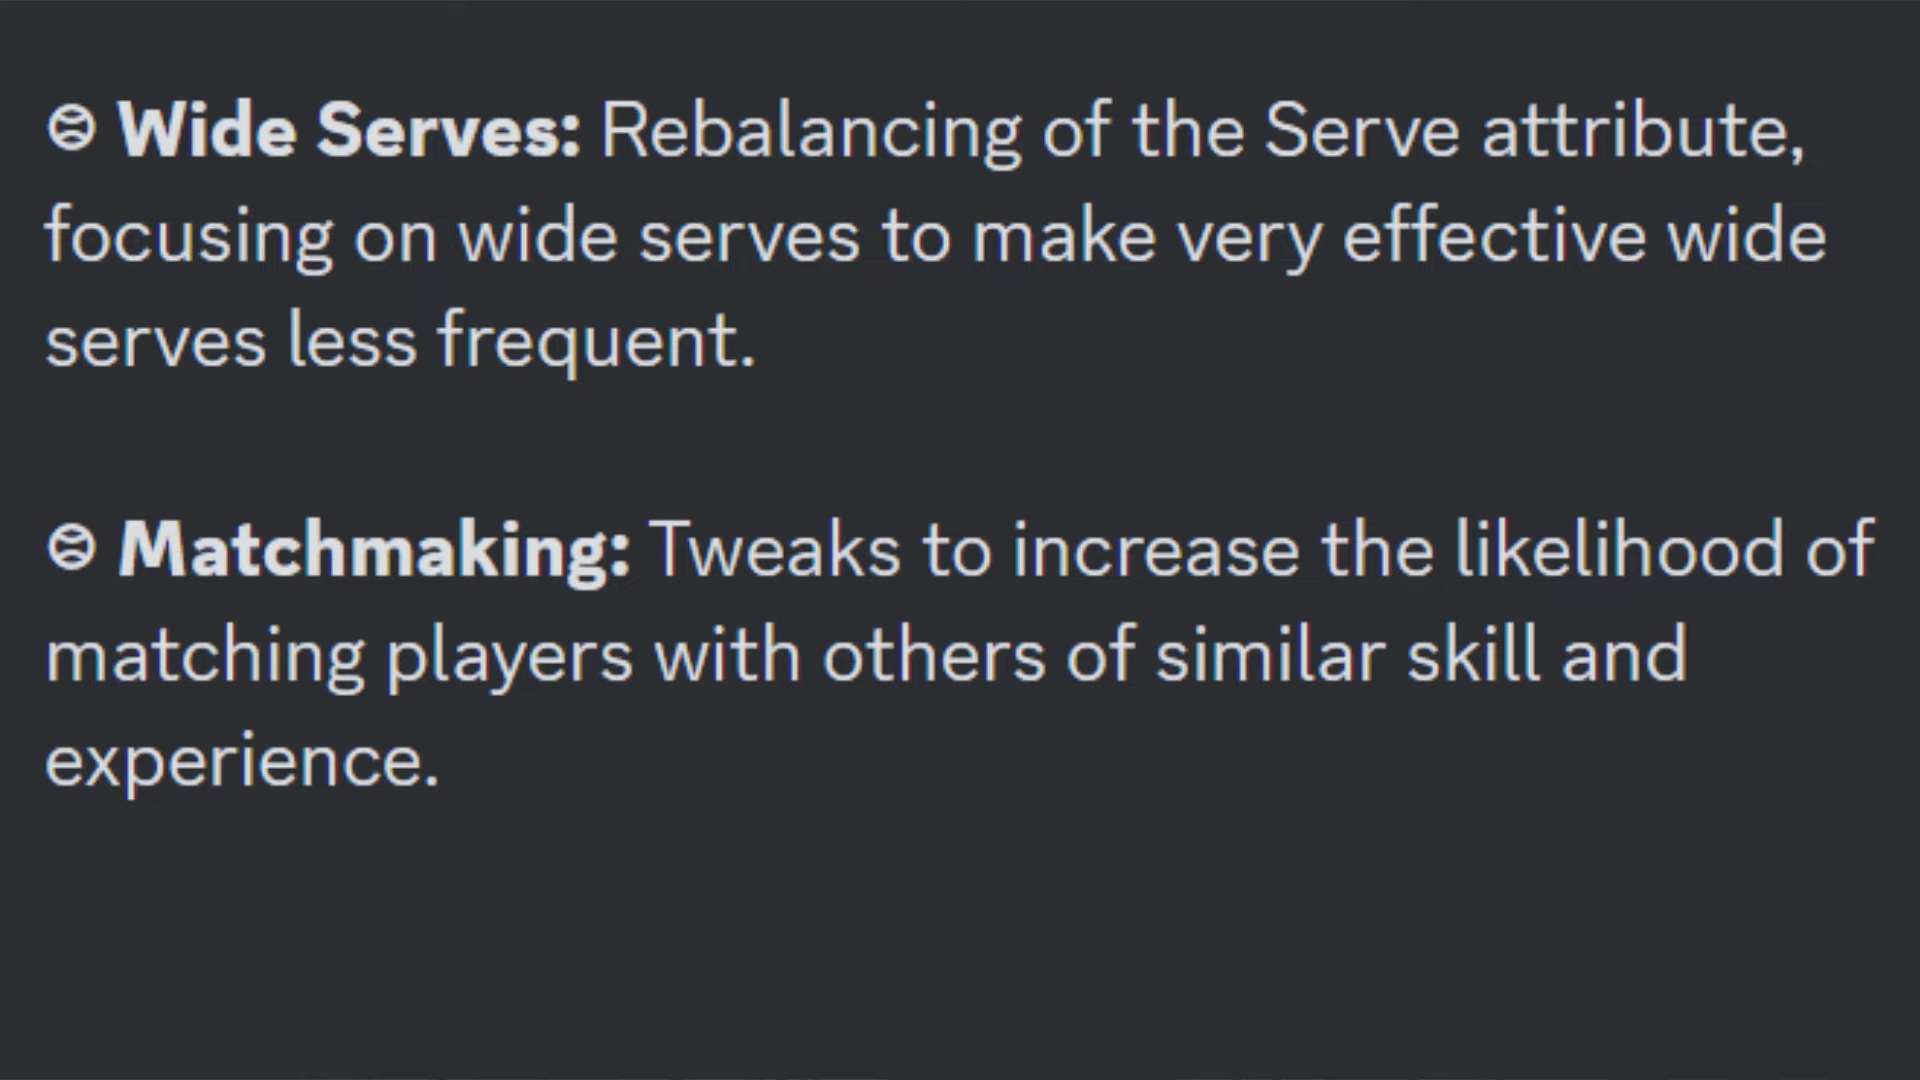 Wide Serves: Rebalancing of the Serve attribute,
focusing on wide serves to make very effective wide
serves less frequent.
Matchmaking: Tweaks to increase the likelihood of
matching players with others of similar skill and
experience.